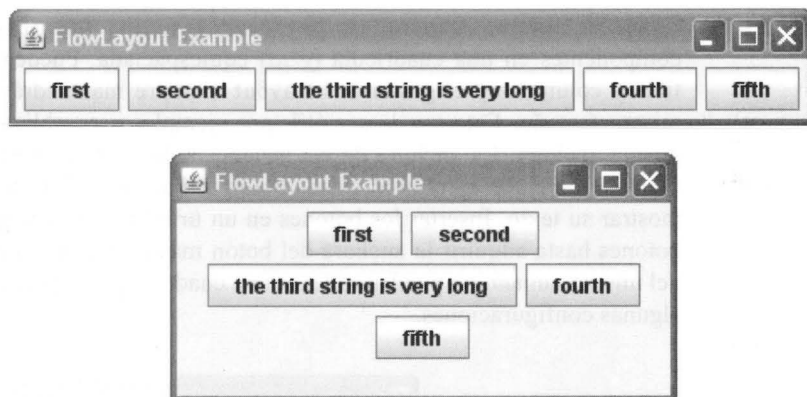 FlowLayout Example
first second the third string is very long fourth fifth
FlowLayout Example
first second
the third string is very long fourth
fifth